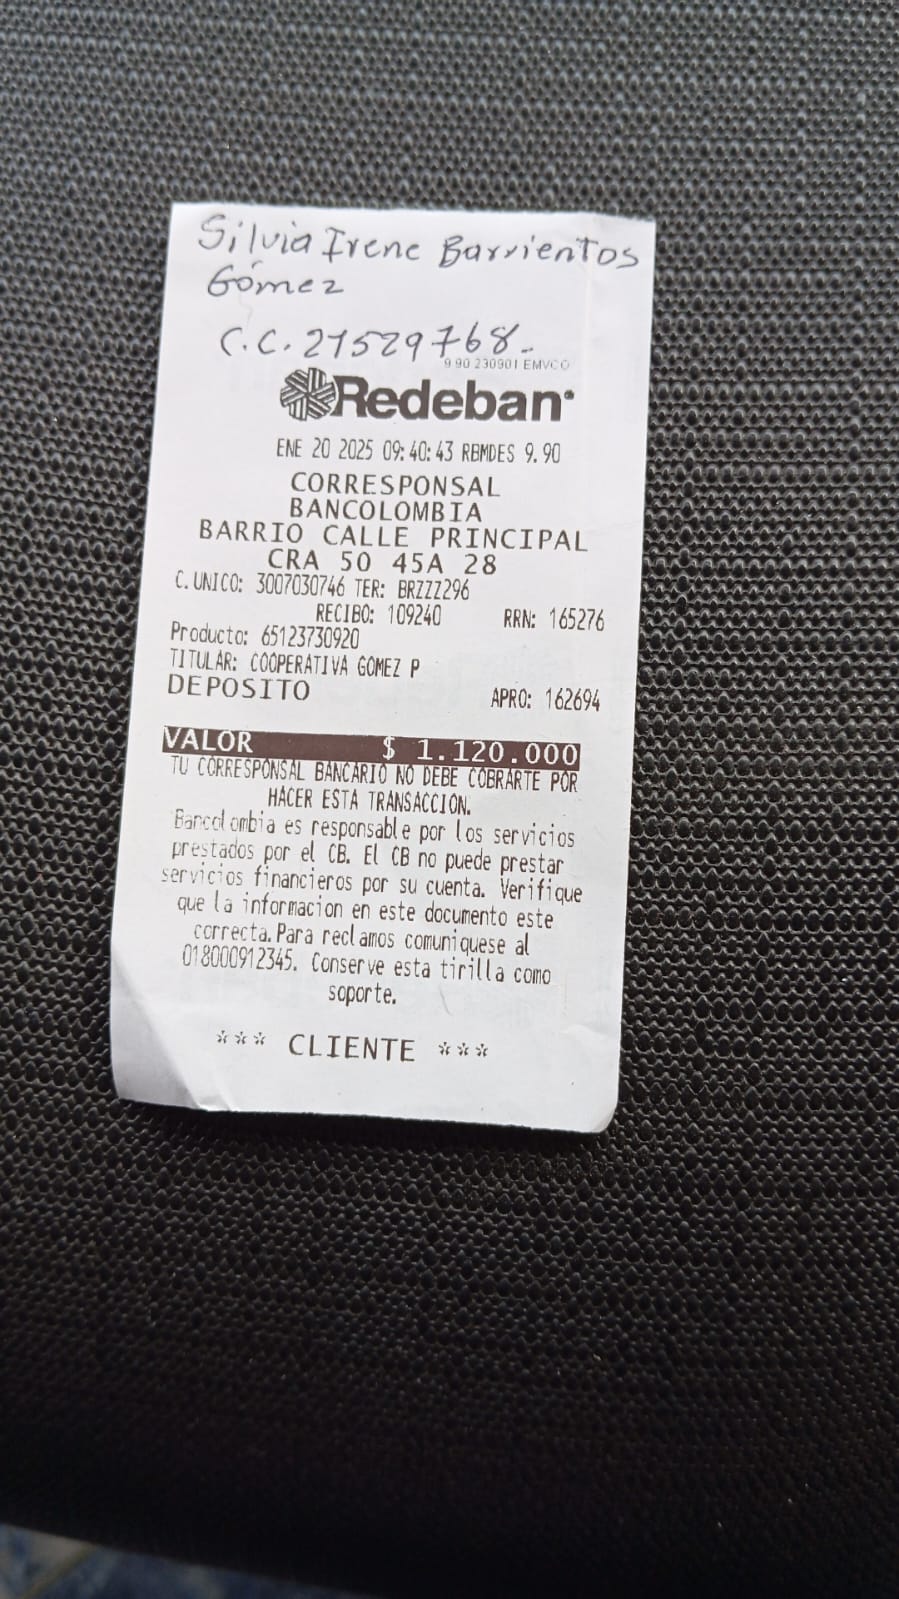 Silvia Irene Barrientos
Gómez
C.C. 21529768.
9 90 230901 EMVCO
Redeban
ENE 20 2025 09:40:43 RBMDES 9.90
CORRESPONSAL
BANCOLOMBIA
BARRIO CALLE PRINCIPAL
CRA 50 45A 28
C.UNICO: 3007030746 TER: BRZZZ296
RECIBO: 109240 RRN: 165276
Producto: 65123730920
TITULAR: COOPERATIVA GOMEZ P
DEPOSITO APRO: 162694
VALOR $ 1.120.000
TU CORRESPONSAL BANCARIO NO DEBE COBRARTE POR
HACER ESTA TRANSACCION.
Bancolombia es responsable por los servicios
prestados por el CB. El CB no puede prestar
servicios financieros por su cuenta. Verifique
que la informacion en este documento este
correcta.Para reclamos comuniquese al
018000912345. Conserve esta tirilla como
soporte.
*** CLIENTE ***